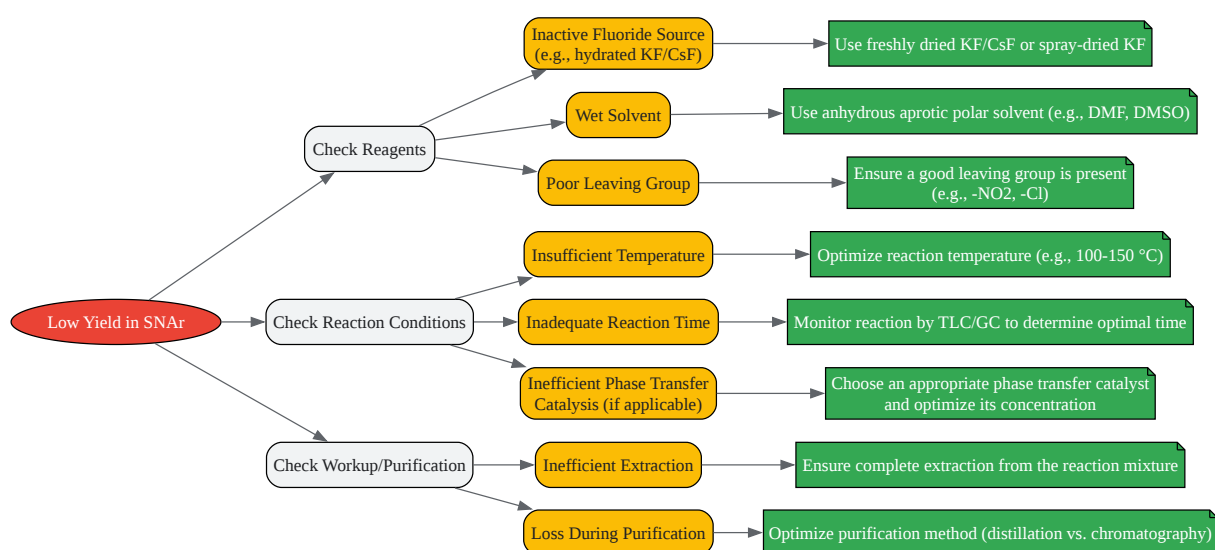 Inactive Fluoride Source
(e.g., hydrated KF/CsF)
Use freshly dried KF/CsF or spray-dried KF
Wet Solvent
Use anhydrous aprotic polar solvent (e.g., DMF, DMSO)
Check Reagents
Poor Leaving Group
Ensure a good leaving group is present
(e.g., -NO2, -Cl)
Insufficient Temperature
Optimize reaction temperature (e.g., 100-150 °C)
Low Yield in SNAr
Check Reaction Conditions
Inadequate Reaction Time
Monitor reaction by TLC/GC to determine optimal time
Inefficient Phase Transfer
Catalysis (if applicable)
Choose an appropriate phase transfer catalyst
and optimize its concentration
Check Workup/Purification
Inefficient Extraction
Ensure complete extraction from the reaction mixture
Loss During Purification
Optimize purification method (distillation vs. chromatography)